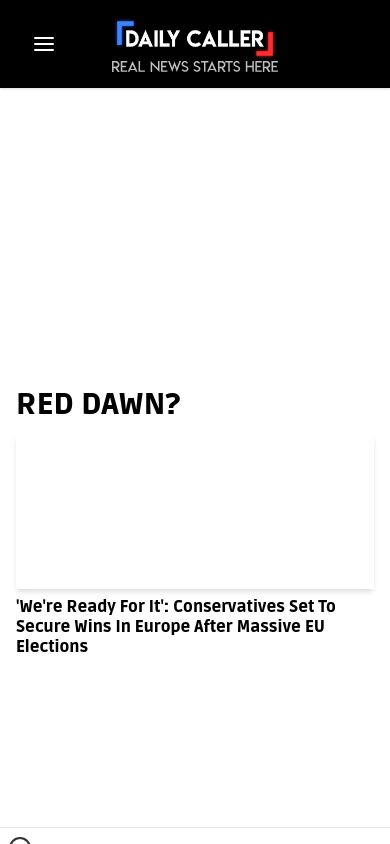 DAILY CALLER
REAL NEWS STARTS HERE
RED DAWN?
'We're Ready For It': Conservatives Set To
Secure Wins In Europe After Massive EU
Elections